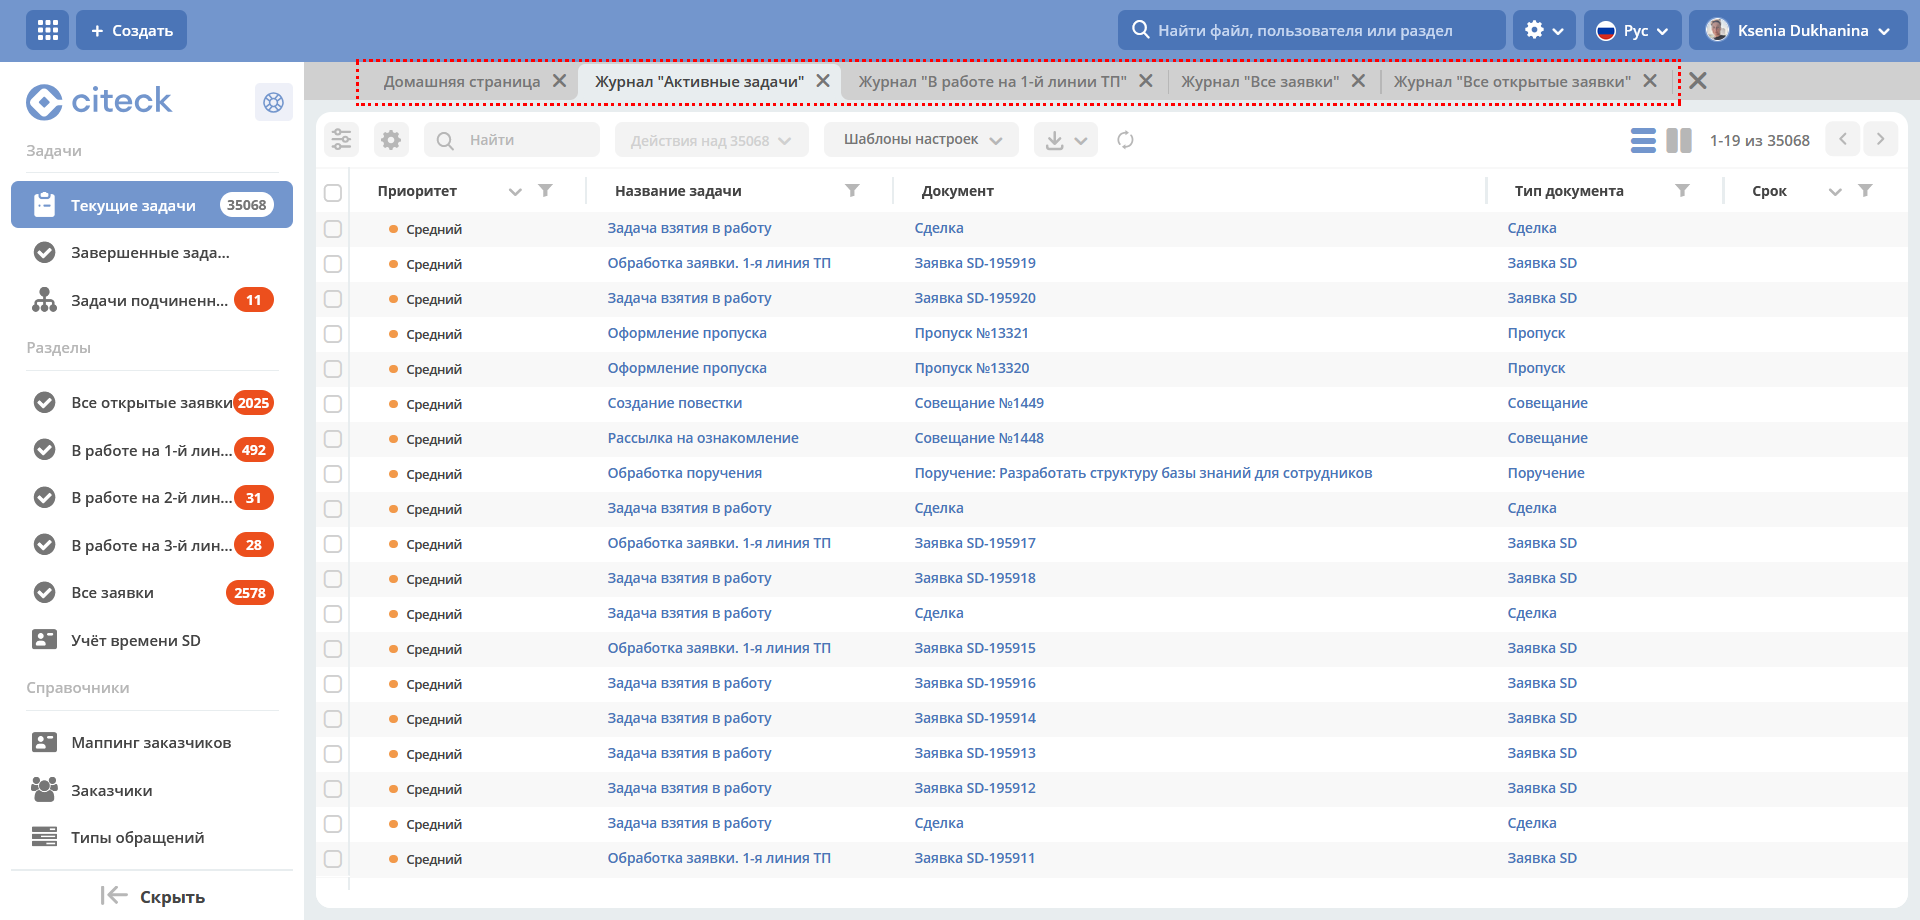 + Создать
Найти файл, пользователя или раздел
Рус
Ksenia Dukhanina
citeck
Задачи
Текущие задачи 35068
Завершенные зада...
Задачи подчиненн... 11
Разделы
Все открытые заявки 2025
В работе на 1-й лин... 492
В работе на 2-й лин... 31
В работе на 3-й лин... 28
Все заявки 2578
Учёт времени SD
Справочники
Маппинг заказчиков
Заказчики
Типы обращений
Скрыть
Домашняя страница
Журнал "Активные задачи"
Журнал "В работе на 1-й линии ТП"
Журнал "Все заявки"
Журнал "Все открытые заявки"
Найти
Действия над 35068
Шаблоны настроек
1-19 из 35068
Приоритет Название задачи Документ Тип документа Срок
Средний Задача взятия в работу Сделка Сделка
Средний Обработка заявки. 1-я линия ТП Заявка SD-195919 Заявка SD
Средний Задача взятия в работу Заявка SD-195920 Заявка SD
Средний Оформление пропуска Пропуск №13321 Пропуск
Средний Оформление пропуска Пропуск №13320 Пропуск
Средний Создание повестки Совещание №1449 Совещание
Средний Рассылка на ознакомление Совещание №1448 Совещание
Средний Обработка поручения Поручение: Разработать структуру базы знаний для сотрудников Поручение
Средний Задача взятия в работу Сделка Сделка
Средний Обработка заявки. 1-я линия ТП Заявка SD-195917 Заявка SD
Средний Задача взятия в работу Заявка SD-195918 Заявка SD
Средний Задача взятия в работу Сделка Сделка
Средний Обработка заявки. 1-я линия ТП Заявка SD-195915 Заявка SD
Средний Задача взятия в работу Заявка SD-195916 Заявка SD
Средний Задача взятия в работу Заявка SD-195914 Заявка SD
Средний Задача взятия в работу Заявка SD-195913 Заявка SD
Средний Задача взятия в работу Заявка SD-195912 Заявка SD
Средний Задача взятия в работу Сделка Сделка
Средний Обработка заявки. 1-я линия ТП Заявка SD-195911 Заявка SD